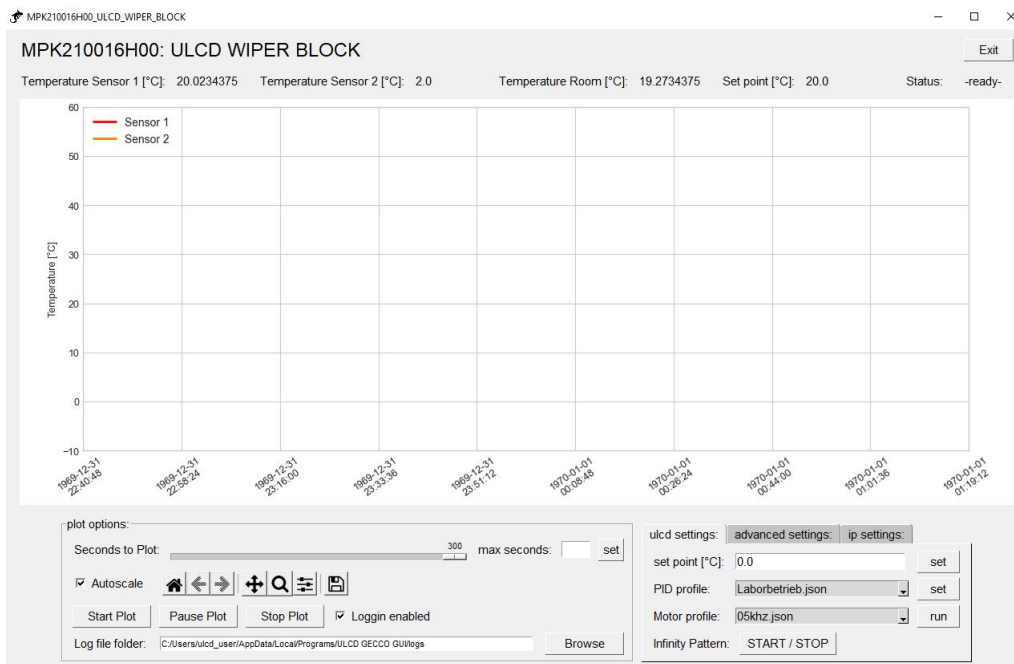 MPK210016H00_ULCD_WIPER_BLOCK
MPK210016H00: ULCD WIPER BLOCK
Exit
Temperature Sensor 1 [°C]: 20.0234375 Temperature Sensor 2 [°C]: 2.0 Temperature Room [°C]: 19.2734375 Set point [°C]: 20.0 Status: -ready-
60
Sensor 1
Sensor 2
50
40
30
20
10
0
−10
Temperature [°C]
1969-12-31
22:40:48
1969-12-31
22:58:24
1969-12-31
23:16:00
1969-12-31
23:33:36
1969-12-31
23:51:12
1970-01-01
00:08:48
1970-01-01
00:26:24
1970-01-01
00:44:00
1970-01-01
01:01:36
1970-01-01
01:19:12
plot options:
Seconds to Plot: 300 max seconds: set
Autoscale
Start Plot Pause Plot Stop Plot Loggin enabled
Log file folder: C:/Users/ulcd_user/AppData/Local/Programs/ULCD GECCO GUI/logs Browse
ulcd settings: advanced settings: ip settings:
set point [°C]: 0.0 set
PID profile: Laborbetrieb.json set
Motor profile: 05khz.json run
Infinity Pattern: START / STOP